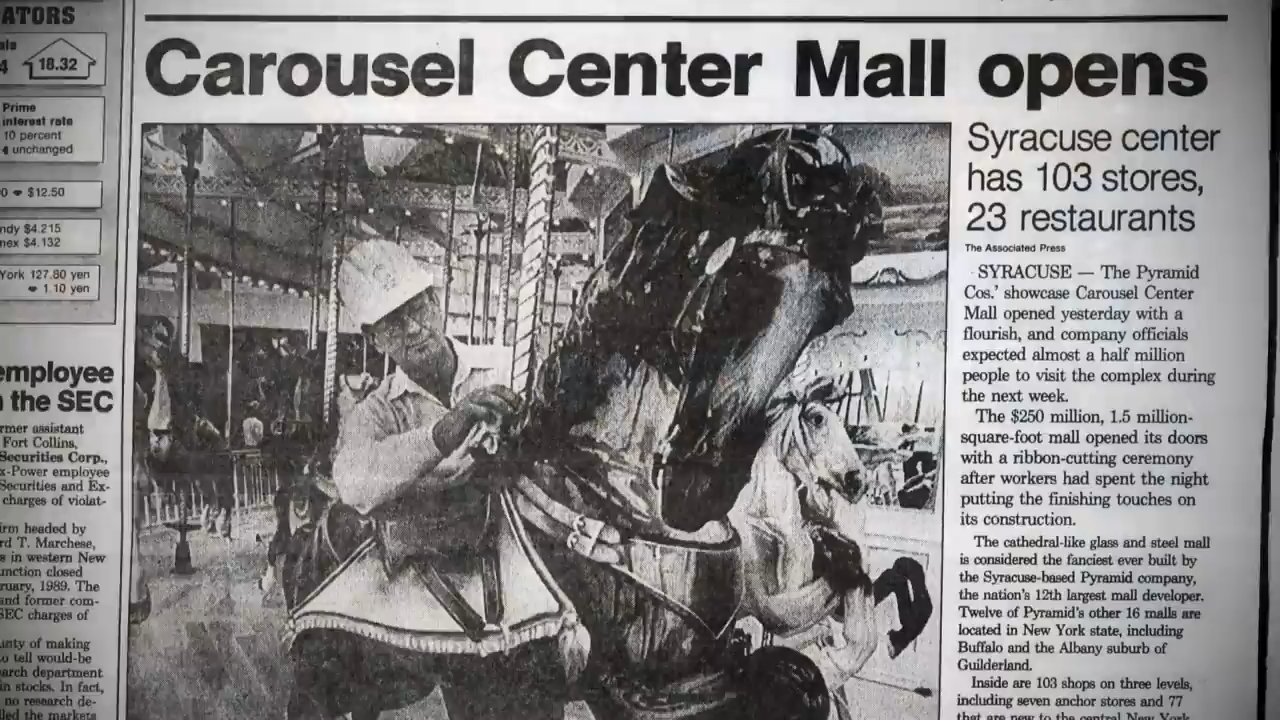 ATORS
18.32
4
Prime
interest rate
10 percent
unchanged
$12.50
$4.215
$4.132
York 127.80 yen
1.10 yen
employee
the SEC
assistant
Fort Collins,
Securities Corp.,
x-Power employee
Securities and Ex-
charges of violat-
headed by
T. Marchese,
in western New
closed
1989. The
and former com-
SEC charges of
of making
tell would-be
department
in stocks. In fact,
no research de-
the markets
Carousel Center Mall opens
Syracuse center
has 103 stores,
23 restaurants
The Associated Press
SYRACUSE — The Pyramid
Cos.' showcase Carousel Center
Mall opened yesterday with a
flourish, and company officials
expected almost a half million
people to visit the complex during
the next week.
The $250 million, 1.5 million-
square-foot mall opened its doors
with a ribbon-cutting ceremony
after workers had spent the night
putting the finishing touches on
its construction.
The cathedral-like glass and steel mall
is considered the fanciest ever built by
the Syracuse-based Pyramid company,
the nation's 12th largest mall developer.
Twelve of Pyramid's other 16 malls are
located in New York state, including
Buffalo and the Albany suburb of
Guilderland.
Inside are 103 shops on three levels,
including seven anchor stores and 77
that are new to the central New York